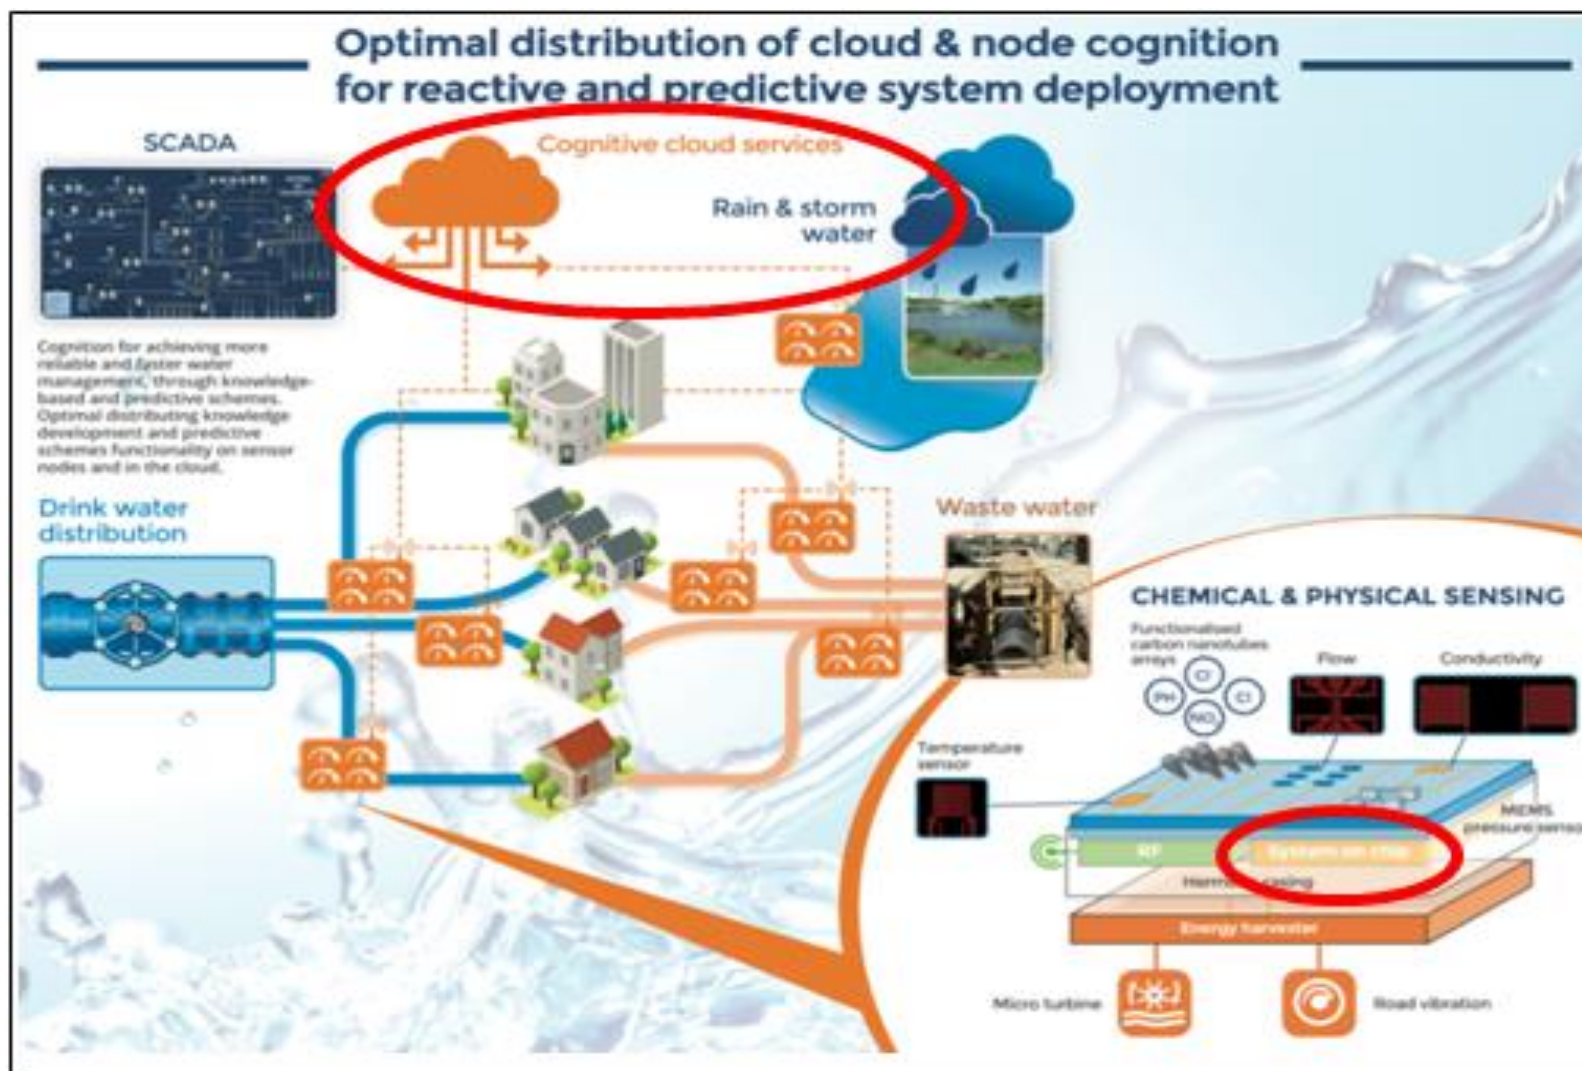 Optimal distribution of cloud & node cognition
for reactive and predictive system deployment
SCADA
Cognitive cloud services
Rain & storm
water
Cognition for achieving more
reliable and faster water
management, through knowledge-
based and predictive schemes.
Optimal distributing knowledge
development and predictive
schemes functionality on sensor
nodes and in the cloud.
Drink water
distribution
Waste water
CHEMICAL & PHYSICAL SENSING
Functionalised
carbon nanotubes
arrays
Flow
Conductivity
PH
Cl
NO
Temperature
sensor
MEMS
pressure sensor
RF
System on chip
casing
Energy harvester
Micro turbine
Road vibration